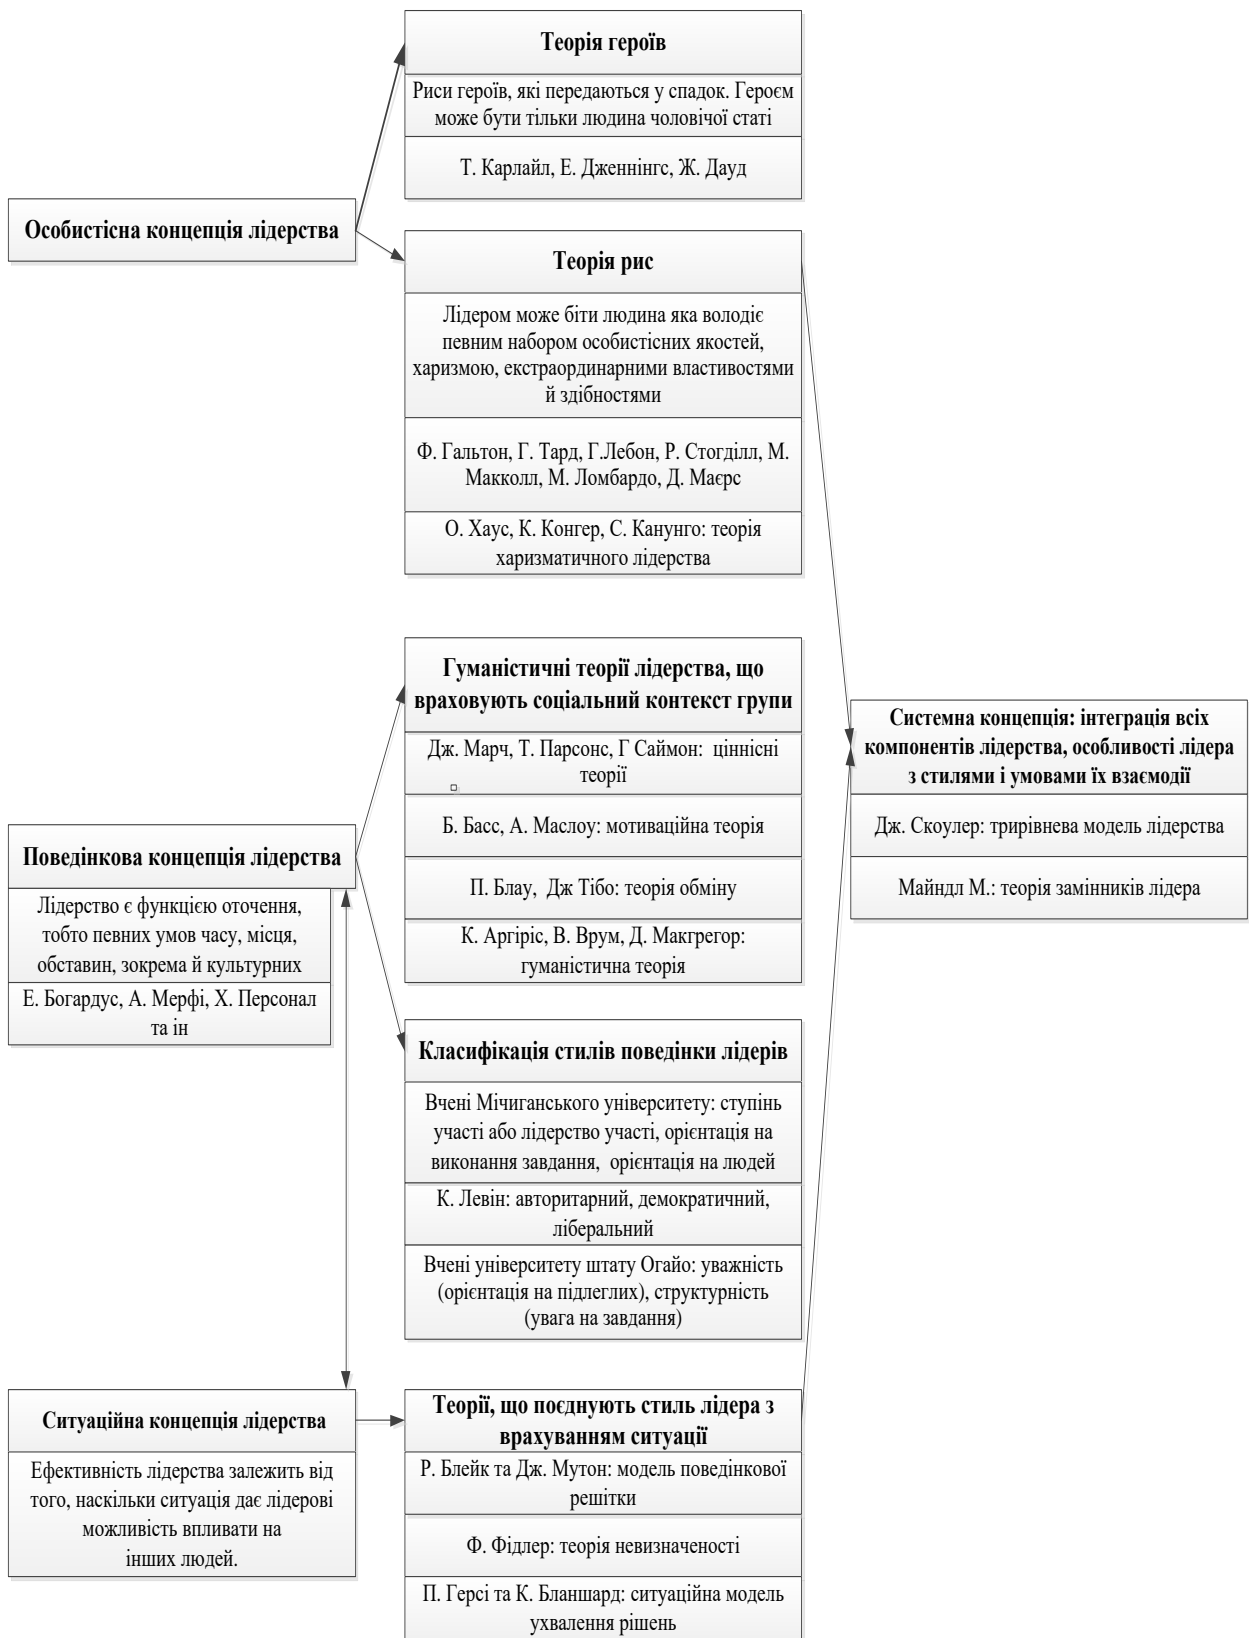 Теорія героїв
Риси героїв, які передаються у спадок. Героєм
може бути тільки людина чоловічої статі
Т. Карлайл, Е. Дженнінгс, Ж. Дауд
Особистісна концепція лідерства
Теорія рис
Лідером може біти людина яка володіє
певним набором особистісних якостей,
харизмою, екстраординарними властивостями
й здібностями
Ф. Гальтон, Г. Тард, Г.Лебон, Р. Стогділл, М.
Макколл, М. Ломбардо, Д. Маєрс
О. Хаус, К. Конгер, С. Канунго: теорія
харизматичного лідерства
Гуманістичні теорії лідерства, що
враховують соціальний контекст групи
Дж. Марч, Т. Парсонс, Г Саймон:  ціннісні
теорії
Б. Басс, А. Маслоу: мотиваційна теорія
П. Блау,  Дж Тібо: теорія обміну
К. Аргіріс, В. Врум, Д. Макгрегор:
гуманістична теорія
Системна концепція: інтеграція всіх
компонентів лідерства, особливості лідера
з стилями і умовами їх взаємодії
Дж. Скоулер: трирівнева модель лідерства
Майндл М.: теорія замінників лідера
Поведінкова концепція лідерства
Лідерство є функцією оточення,
тобто певних умов часу, місця,
обставин, зокрема й культурних
Е. Богардус, А. Мерфі, Х. Персонал
та ін
Класифікація стилів поведінки лідерів
Вчені Мічиганського університету: ступінь
участі або лідерство участі, орієнтація на
виконання завдання,  орієнтація на людей
К. Левін: авторитарний, демократичний,
ліберальний
Вчені університету штату Огайо: уважність
(орієнтація на підлеглих), структурність
(увага на завдання)
Ситуаційна концепція лідерства
Ефективність лідерства залежить від
того, наскільки ситуація дає лідерові
можливість впливати на
інших людей.
Теорії, що поєднують стиль лідера з
врахуванням ситуації
Р. Блейк та Дж. Мутон: модель поведінкової
решітки
Ф. Фідлер: теорія невизначеності
П. Герсі та К. Бланшард: ситуаційна модель
ухвалення рішень